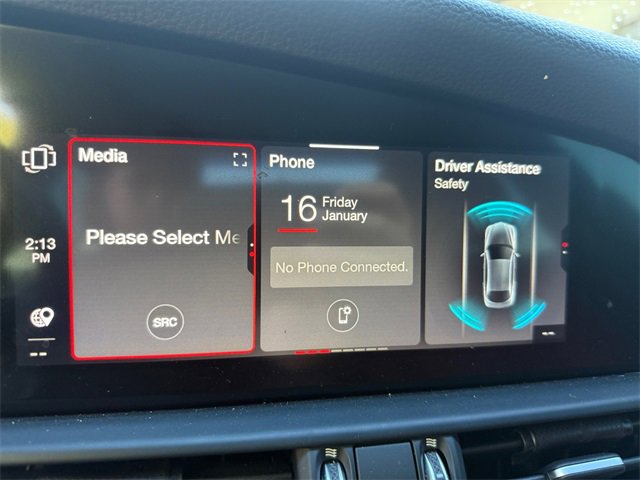 Media
Please Select Me
SRC
2:13
PM
Phone
16 Friday
January
No Phone Connected.
Driver Assistance
Safety
--